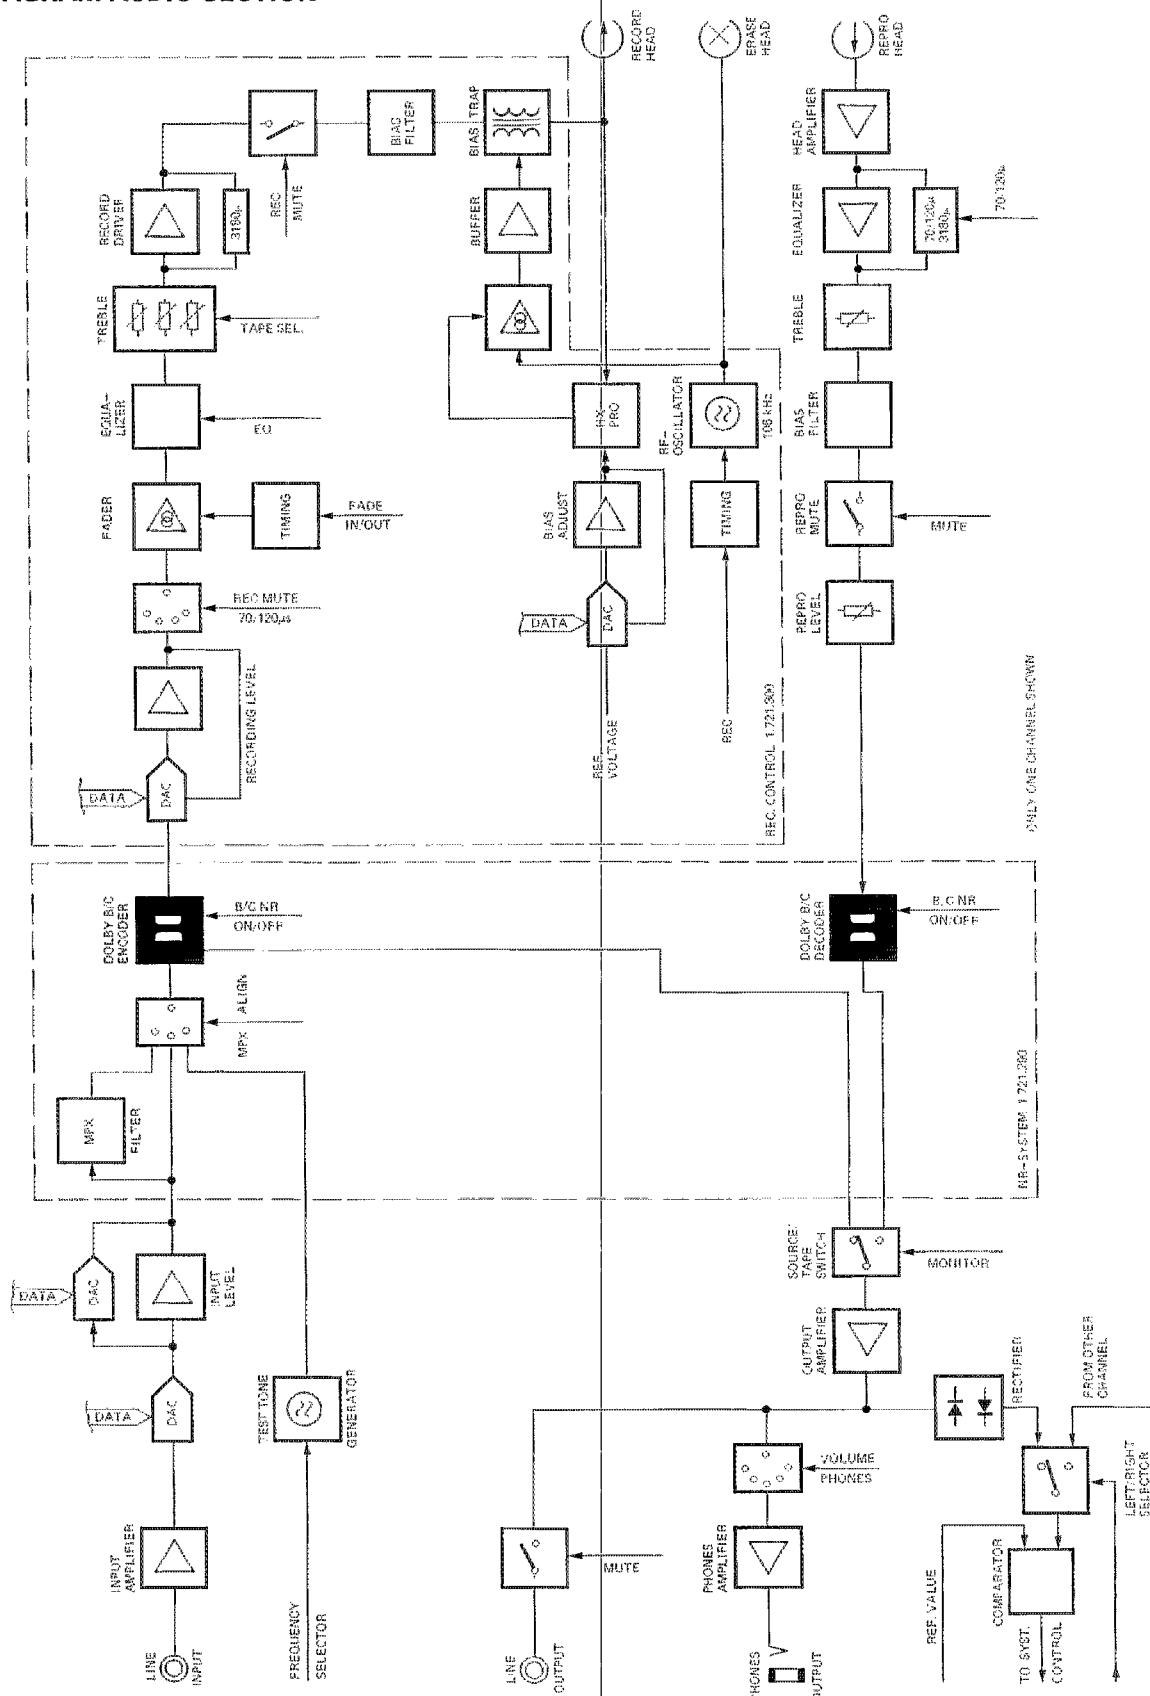 RECORD
HEAD
ERASE
HEAD
REPRO
HEAD
RECORD
DRIVER
3180µ
REC
MUTE
BIAS
FILTER
BIAS TRAP
BUFFER
HEAD
AMPLIFIER
EQUALIZER
70/120µ
3180µ
70/120µ
TREBLE
TAPE SEL.
TREBLE
EQUA-
LIZER
EQ
HX
PRO
RF-
OSCILLATOR
106 kHz
BIAS
FILTER
FADER
TIMING
FADE
IN/OUT
BIAS
ADJUST
TIMING
REPRO
MUTE
MUTE
REC MUTE
70/120µs
DATA
DAC
REPRO
LEVEL
RECORDING LEVEL
DATA
DAC
REF.
VOLTAGE
REC
REC. CONTROL 1.721.300
ONLY ONE CHANNEL SHOWN
DOLBY B/C
ENCODER
B/C NR
ON/OFF
DOLBY B/C
DECODER
B/C NR
ON/OFF
MPX
ALIGN
MPX
FILTER
NR-SYSTEM 1.721.290
DATA
DAC
INPUT
LEVEL
SOURCE/
TAPE
SWITCH
MONITOR
DATA
DAC
TEST TONE
GENERATOR
OUTPUT
AMPLIFIER
RECTIFIER
FROM OTHER
CHANNEL
VOLUME
PHONES
LEFT/RIGHT
SELECTOR
INPUT
AMPLIFIER
MUTE
PHONES
AMPLIFIER
REF. VALUE
COMPARATOR
LINE
INPUT
FREQUENCY
SELECTOR
LINE
OUTPUT
PHONES
OUTPUT
TO SYST.
CONTROL